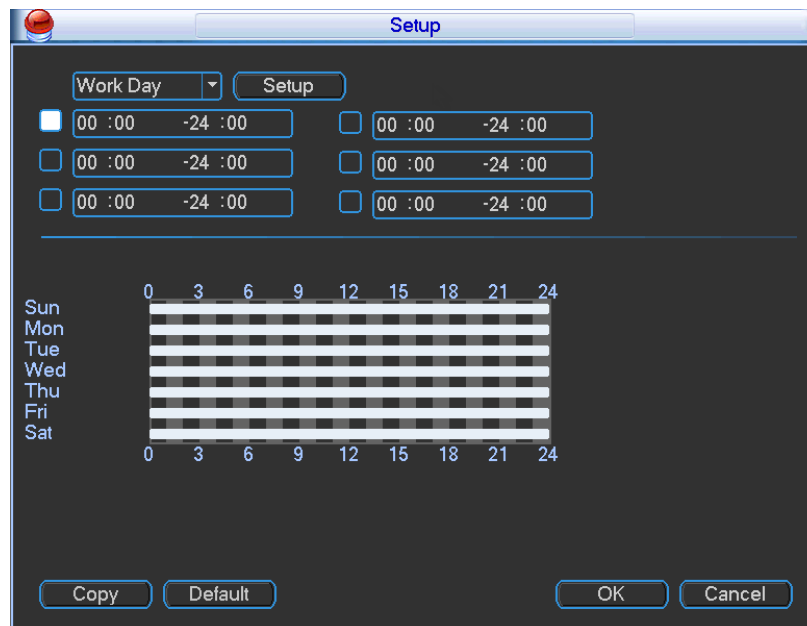 Setup
Work Day Setup
00 :00 -24 :00 00 :00 -24 :00
00 :00 -24 :00 00 :00 -24 :00
00 :00 -24 :00 00 :00 -24 :00
0 3 6 9 12 15 18 21 24
Sun
Mon
Tue
Wed
Thu
Fri
Sat
0 3 6 9 12 15 18 21 24
Copy Default OK Cancel